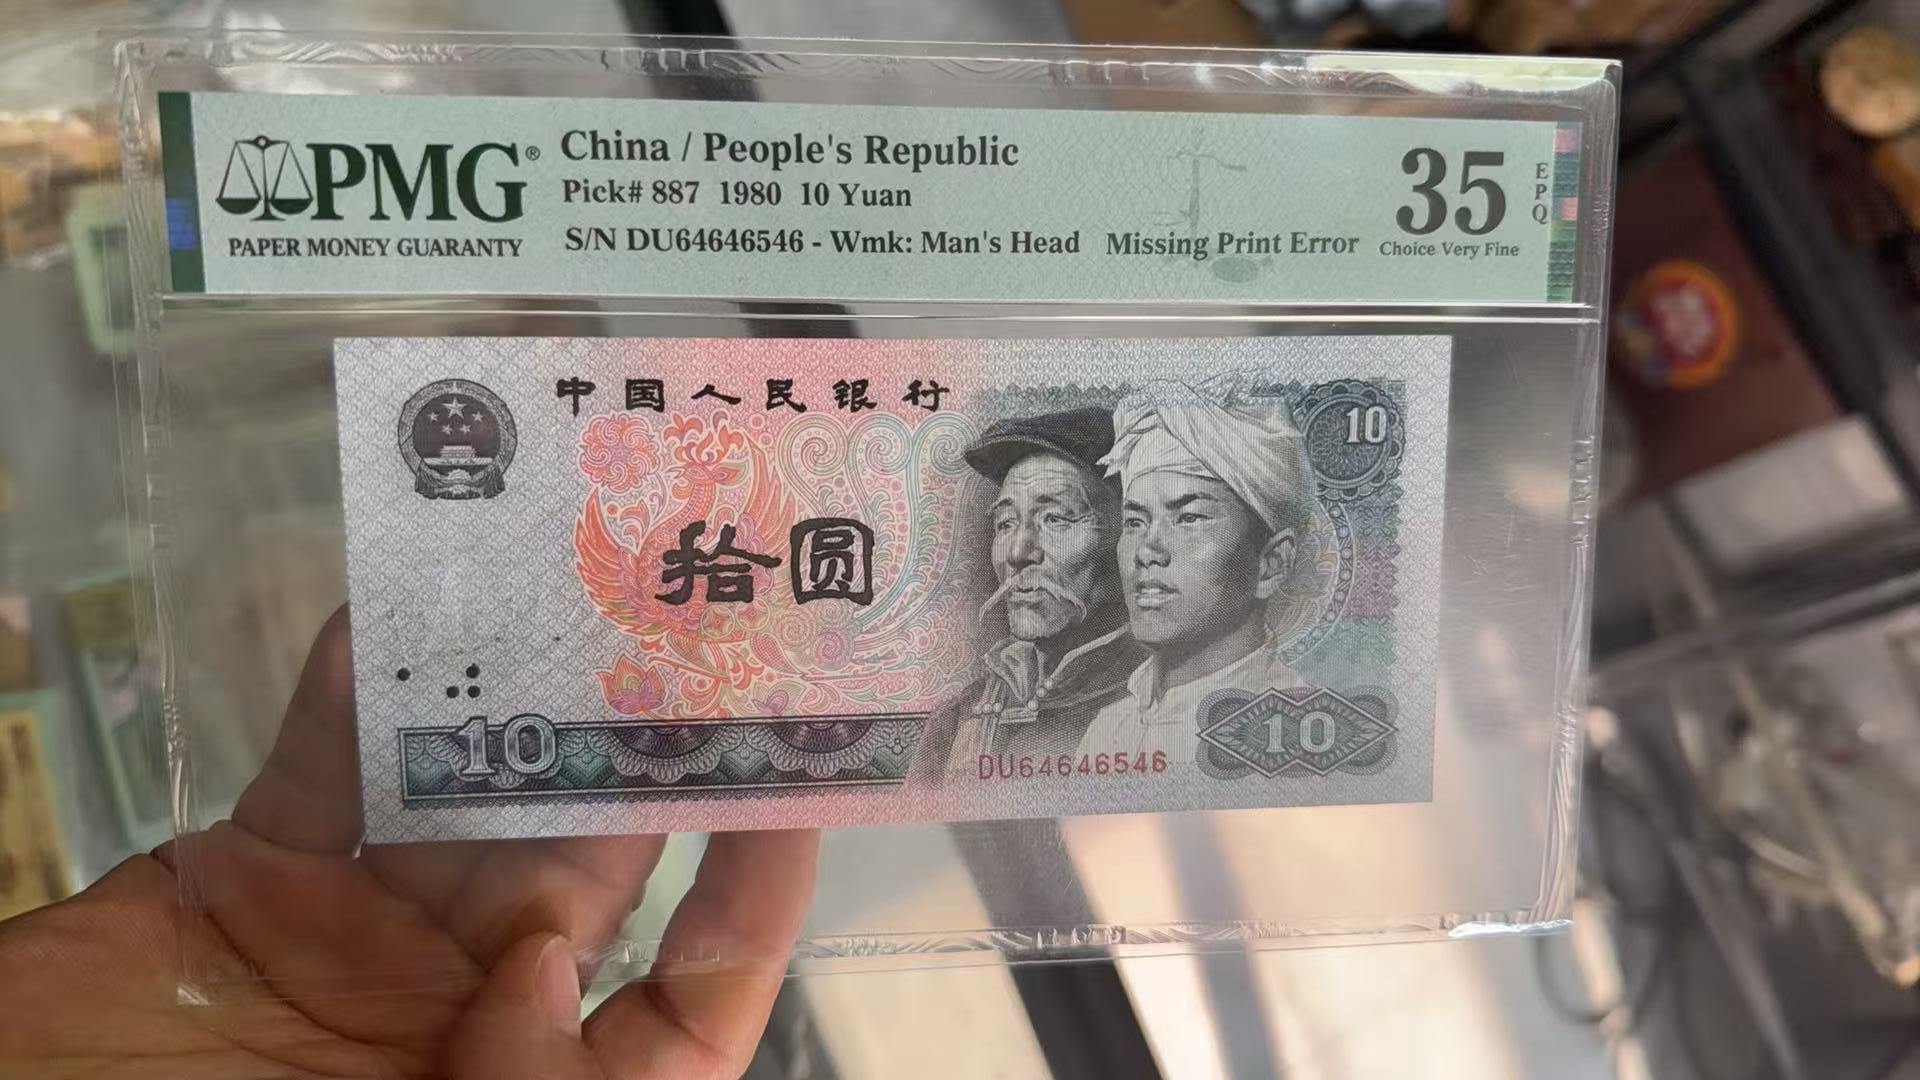 PMG®
PAPER MONEY GUARANTY
China / People's Republic
Pick# 887 1980 10 Yuan
S/N DU64646546 - Wmk: Man's Head
Missing Print Error
35
EPQ
Choice Very Fine
中国人民银行
10
拾圆
10
DU64646546
10